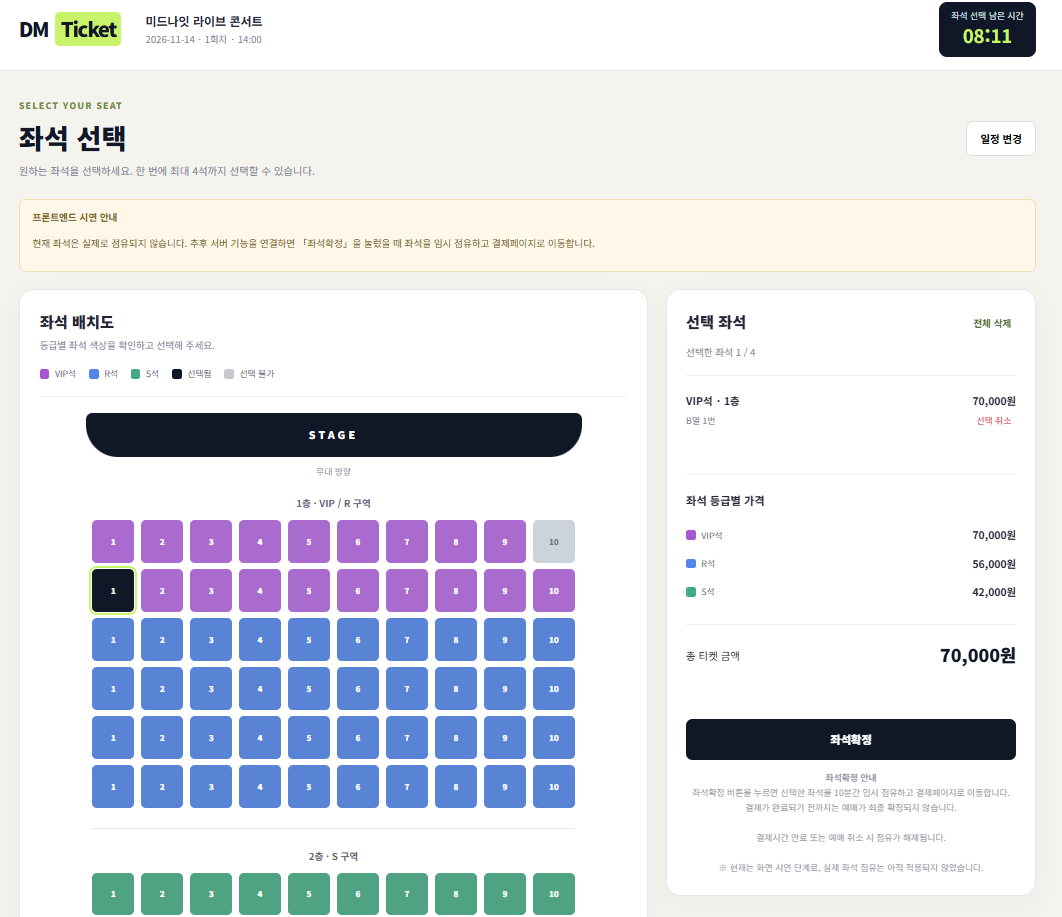 DM Ticket
미드나잇 라이브 콘서트
2026-11-14 · 1회차 · 14:00
좌석 선택 남은 시간
08:11
SELECT YOUR SEAT
좌석 선택
원하는 좌석을 선택하세요. 한 번에 최대 4석까지 선택할 수 있습니다.
일정 변경
프론트엔드 시연 안내
현재 좌석은 실제로 점유되지 않습니다. 추후 서버 기능을 연결하면 「좌석확정」을 눌렀을 때 좌석을 임시 점유하고 결제페이지로 이동합니다.
좌석 배치도
등급별 좌석 색상을 확인하고 선택해 주세요.
VIP석 R석 S석 선택됨 선택 불가
STAGE
무대 방향
1층 · VIP / R 구역
1 2 3 4 5 6 7 8 9 10
1 2 3 4 5 6 7 8 9 10
1 2 3 4 5 6 7 8 9 10
1 2 3 4 5 6 7 8 9 10
1 2 3 4 5 6 7 8 9 10
1 2 3 4 5 6 7 8 9 10
2층 · S 구역
1 2 3 4 5 6 7 8 9 10
선택 좌석
전체 삭제
선택한 좌석 1 / 4
VIP석 · 1층 70,000원
B열 1번 선택 취소
좌석 등급별 가격
VIP석 70,000원
R석 56,000원
S석 42,000원
총 티켓 금액 70,000원
좌석확정
좌석확정 안내
좌석확정 버튼을 누르면 선택한 좌석을 10분간 임시 점유하고 결제페이지로 이동합니다.
결제가 완료되기 전까지는 예매가 최종 확정되지 않습니다.
결제시간 만료 또는 예매 취소 시 점유가 해제됩니다.
※ 현재는 화면 시연 단계로, 실제 좌석 점유는 아직 적용되지 않았습니다.